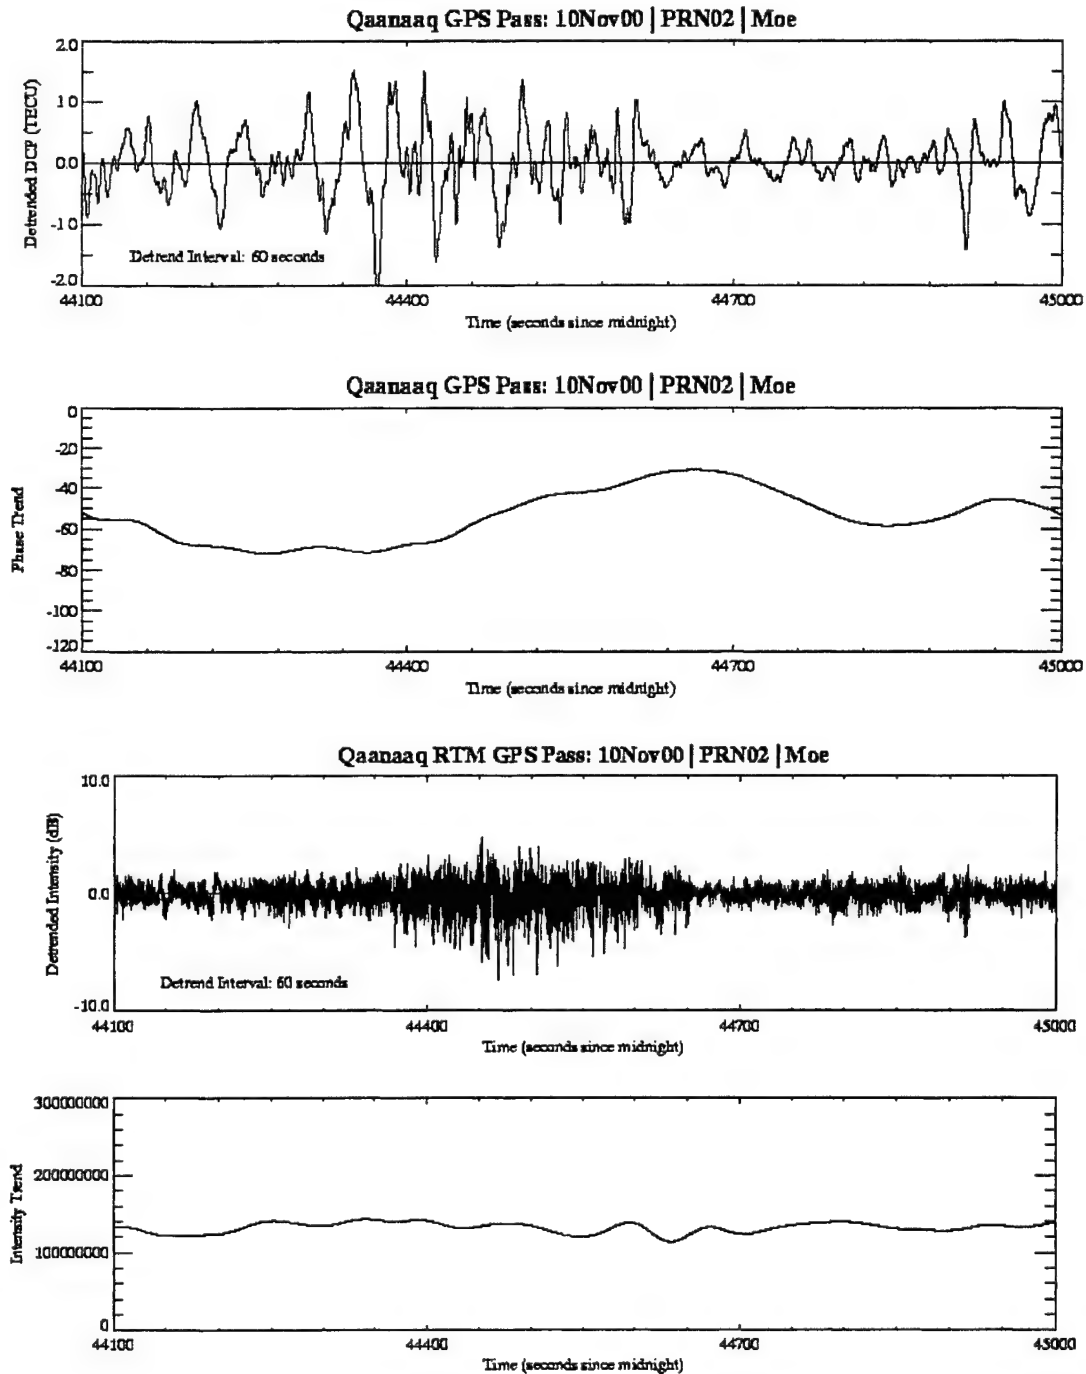 Qaanaaq GPS Pass: 10Nov00 | PRN02 | Moe
Detrended DCP (TECU)
2.0
1.0
0.0
-1.0
-2.0
Detrend Interval: 60 seconds
44100 44400 44700 45000
Time (seconds since midnight)
Qaanaaq GPS Pass: 10Nov00 | PRN02 | Moe
Phase Trend
0
-20
-40
-60
-80
-100
-120
44100 44400 44700 45000
Time (seconds since midnight)
Qaanaaq RTM GPS Pass: 10Nov00 | PRN02 | Moe
Detrended Intensity (dB)
10.0
0.0
-10.0
Detrend Interval: 60 seconds
44100 44400 44700 45000
Time (seconds since midnight)
Intensity Trend
300000000
200000000
100000000
0
44100 44400 44700 45000
Time (seconds since midnight)